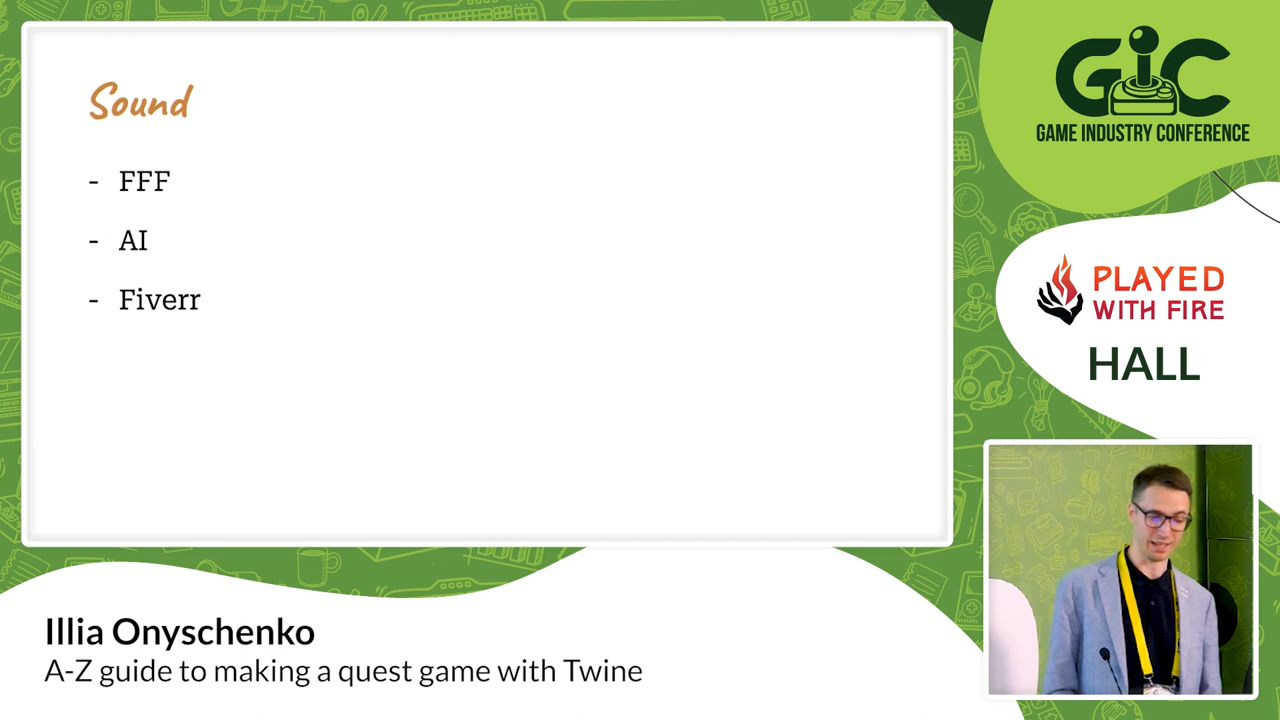 Sound
- FFF
- AI
- Fiverr
GIC
GAME INDUSTRY CONFERENCE
PLAYED
WITH FIRE
HALL
Illia Onyschenko
A-Z guide to making a quest game with Twine